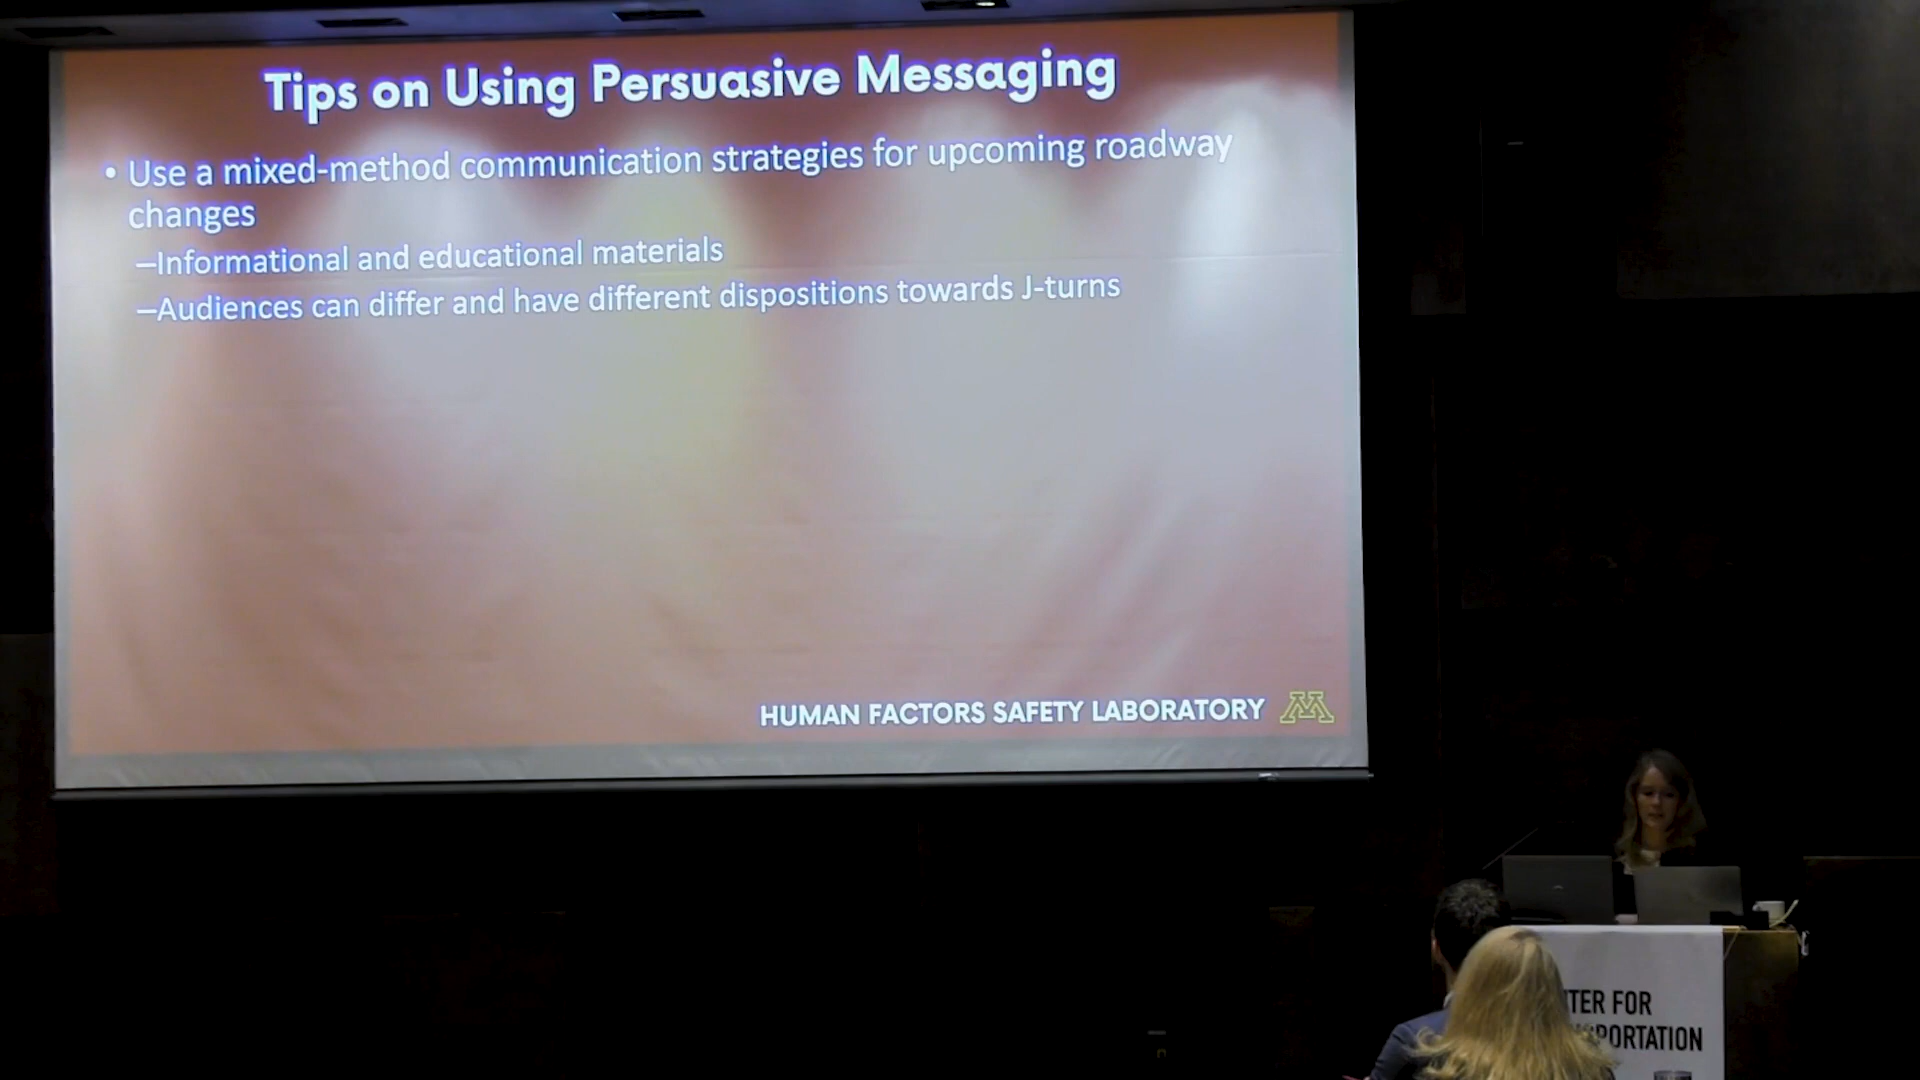 Tips on Using Persuasive Messaging
• Use a mixed-method communication strategies for upcoming roadway
changes
–Informational and educational materials
–Audiences can differ and have different dispositions towards J-turns
HUMAN FACTORS SAFETY LABORATORY M
TER FOR
PORTATION